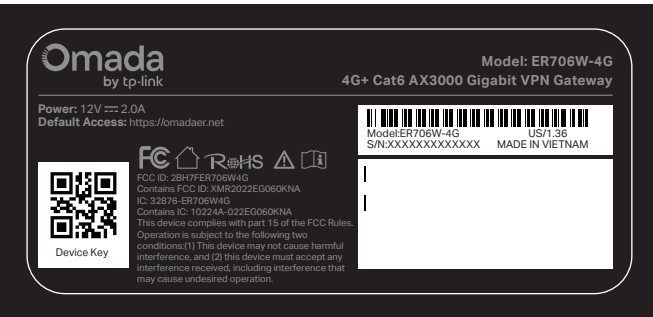 Omada
by tp-link
Model: ER706W-4G
4G+ Cat6 AX3000 Gigabit VPN Gateway
Power: 12V ⎓ 2.0A
Default Access: https://omadaer.net
Model:ER706W-4G US/1.36
S/N:XXXXXXXXXXXXX MADE IN VIETNAM
FC RoHS
FCC ID: 2BH7FER706W4G
Contains FCC ID: XMR2022EG060KNA
IC: 32876-ER706W4G
Contains IC: 10224A-022EG060KNA
This device complies with part 15 of the FCC Rules.
Operation is subject to the following two
conditions:(1) This device may not cause harmful
interference, and (2) this device must accept any
interference received, including interference that
may cause undesired operation.
Device Key